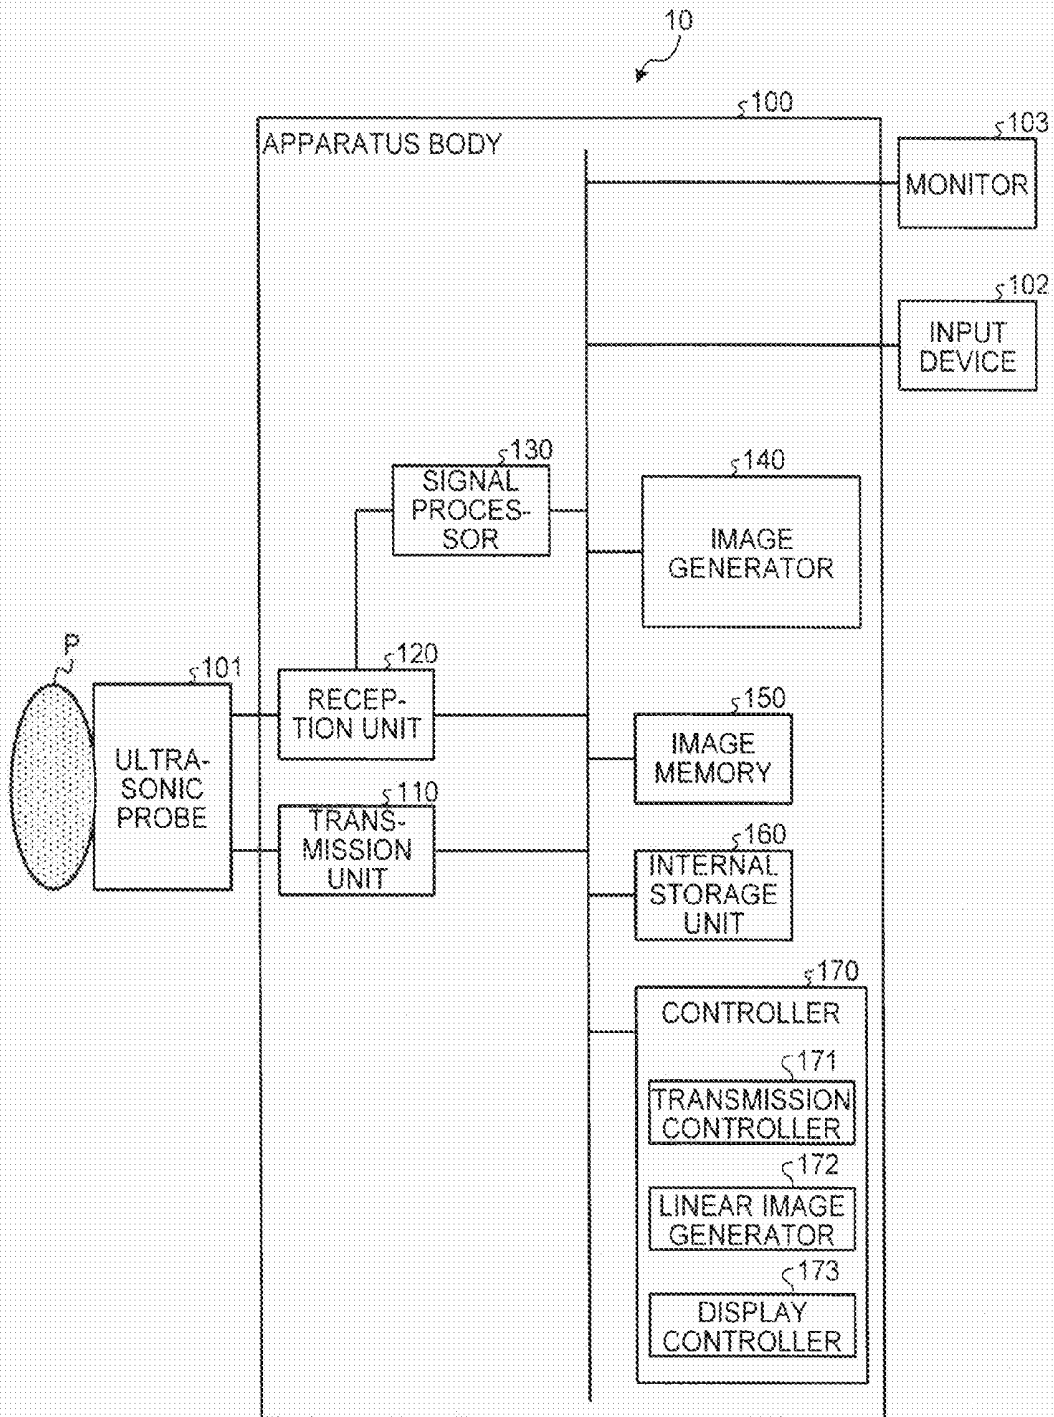 10
100
APPARATUS BODY
103
MONITOR
102
INPUT
DEVICE
130
SIGNAL
PROCES-
SOR
140
IMAGE
GENERATOR
P
101
ULTRA-
SONIC
PROBE
120
RECEP-
TION UNIT
110
TRANS-
MISSION
UNIT
150
IMAGE
MEMORY
160
INTERNAL
STORAGE
UNIT
170
CONTROLLER
171
TRANSMISSION
CONTROLLER
172
LINEAR IMAGE
GENERATOR
173
DISPLAY
CONTROLLER